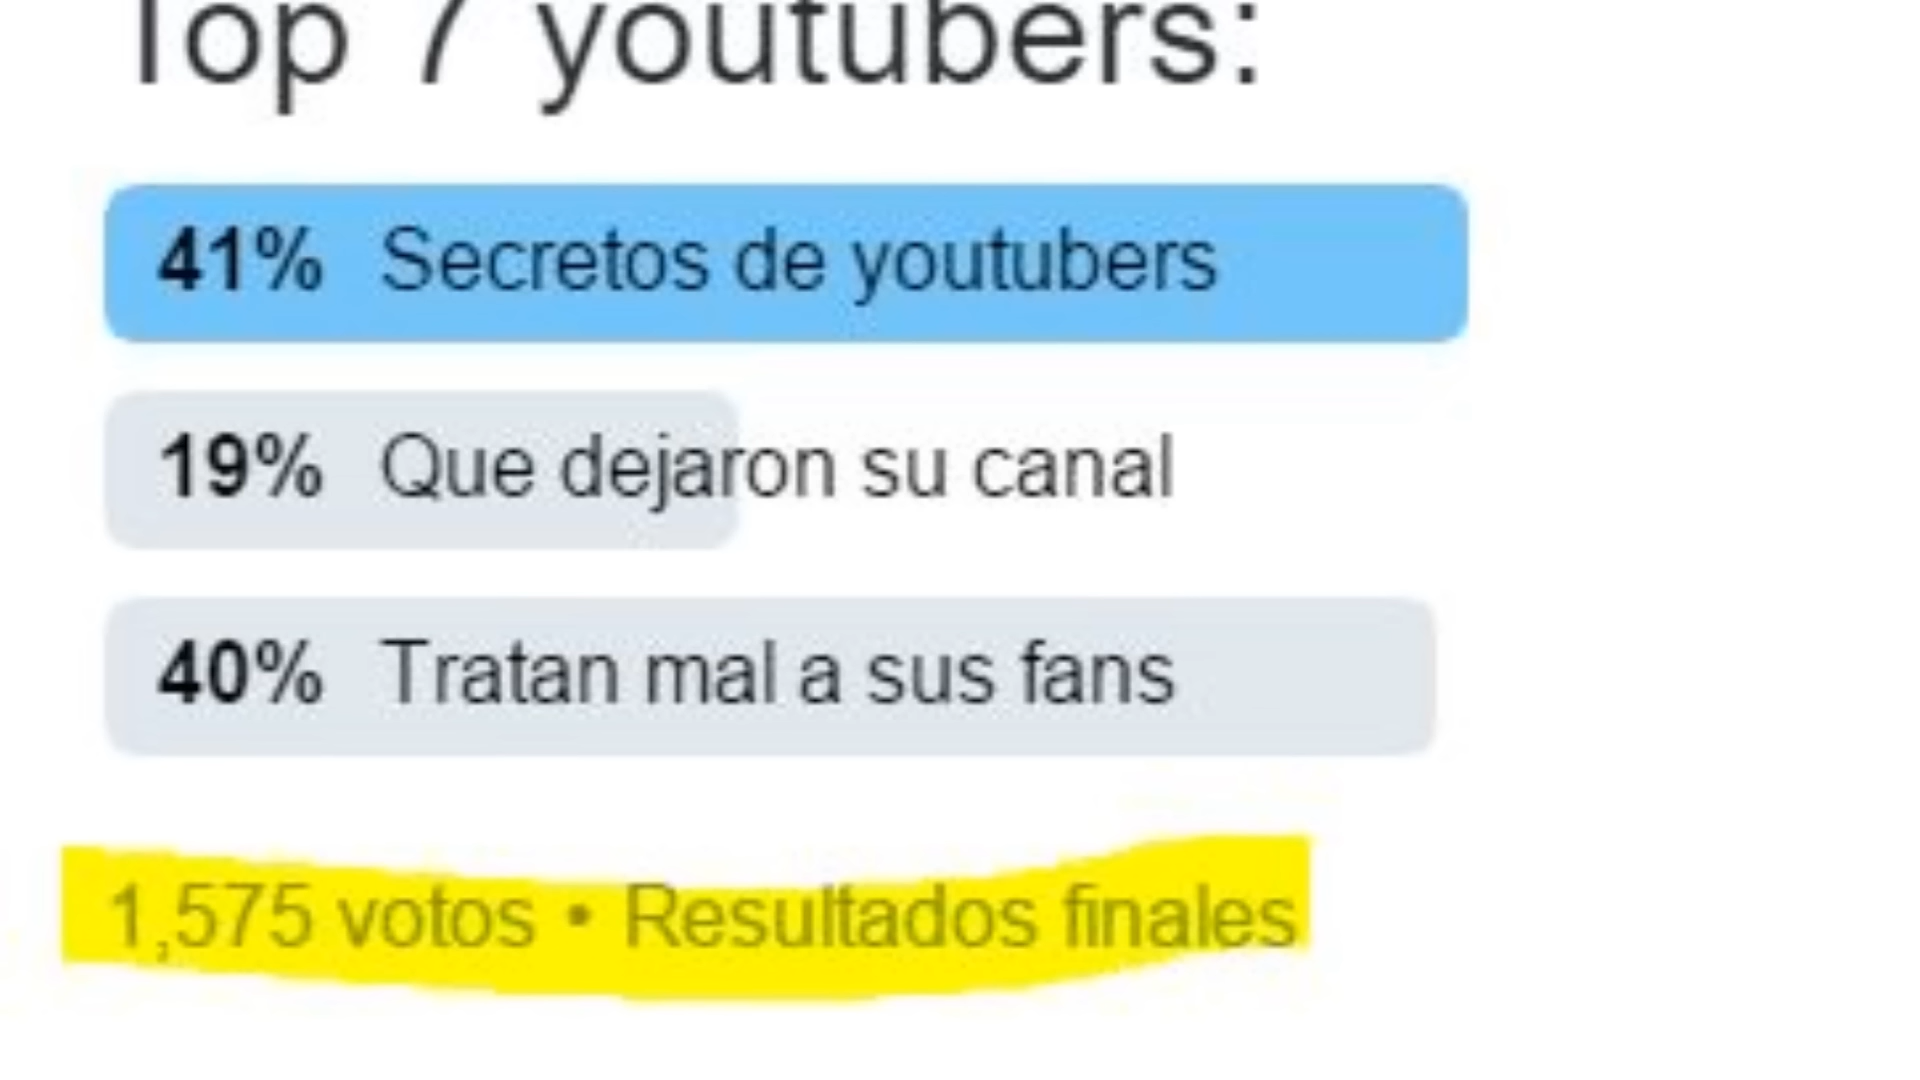 Top 7 youtubers:
41% Secretos de youtubers
19% Que dejaron su canal
40% Tratan mal a sus fans
1,575 votos • Resultados finales